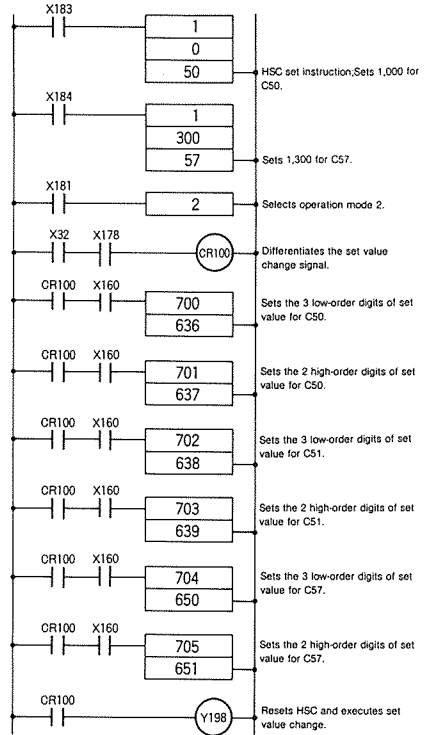 X183
1
0
50
HSC set instruction;Sets 1,000 for
C50.
X184
1
300
57
Sets 1,300 for C57.
X181
2
Selects operation mode 2.
X32 X178
CR100
Differentiates the set value
change signal.
CR100 X160
700
636
Sets the 3 low-order digits of set
value for C50.
CR100 X160
701
637
Sets the 2 high-order digits of set
value for C50.
CR100 X160
702
638
Sets the 3 low-order digits of set
value for C51.
CR100 X160
703
639
Sets the 2 high-order digits of set
value for C51.
CR100 X160
704
650
Sets the 3 low-order digits of set
value for C57.
CR100 X160
705
651
Sets the 2 high-order digits of set
value for C57.
CR100
Y198
Resets HSC and executes set
value change.